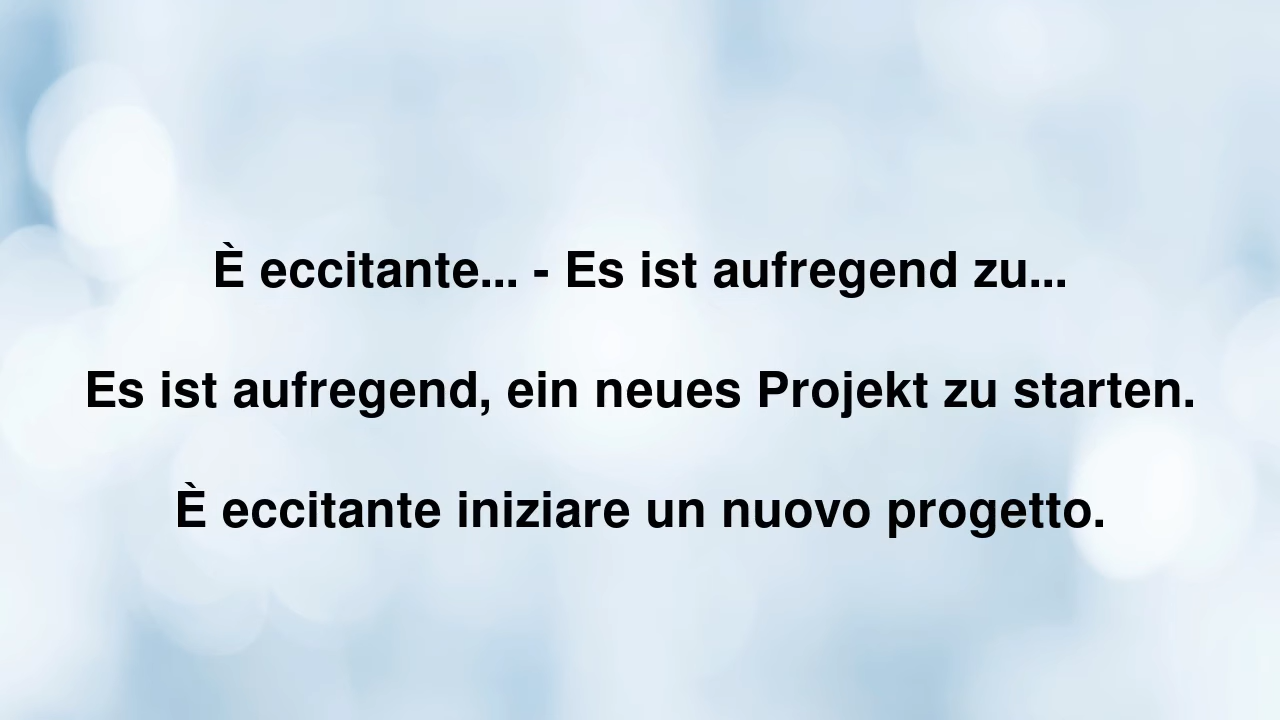 È eccitante... - Es ist aufregend zu...
Es ist aufregend, ein neues Projekt zu starten.
È eccitante iniziare un nuovo progetto.